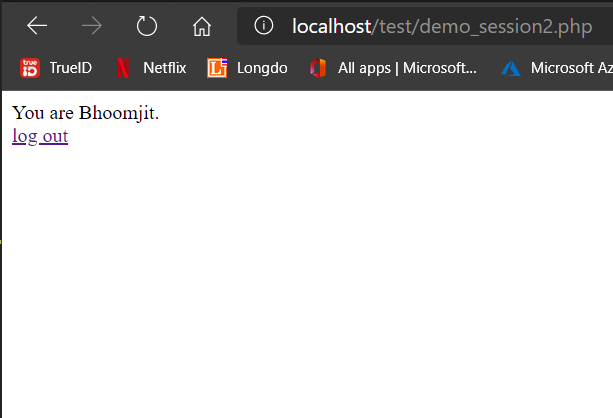 localhost/test/demo_session2.php
true iD TrueID Netflix Longdo All apps | Microsoft... Microsoft Az
You are Bhoomjit.
log out